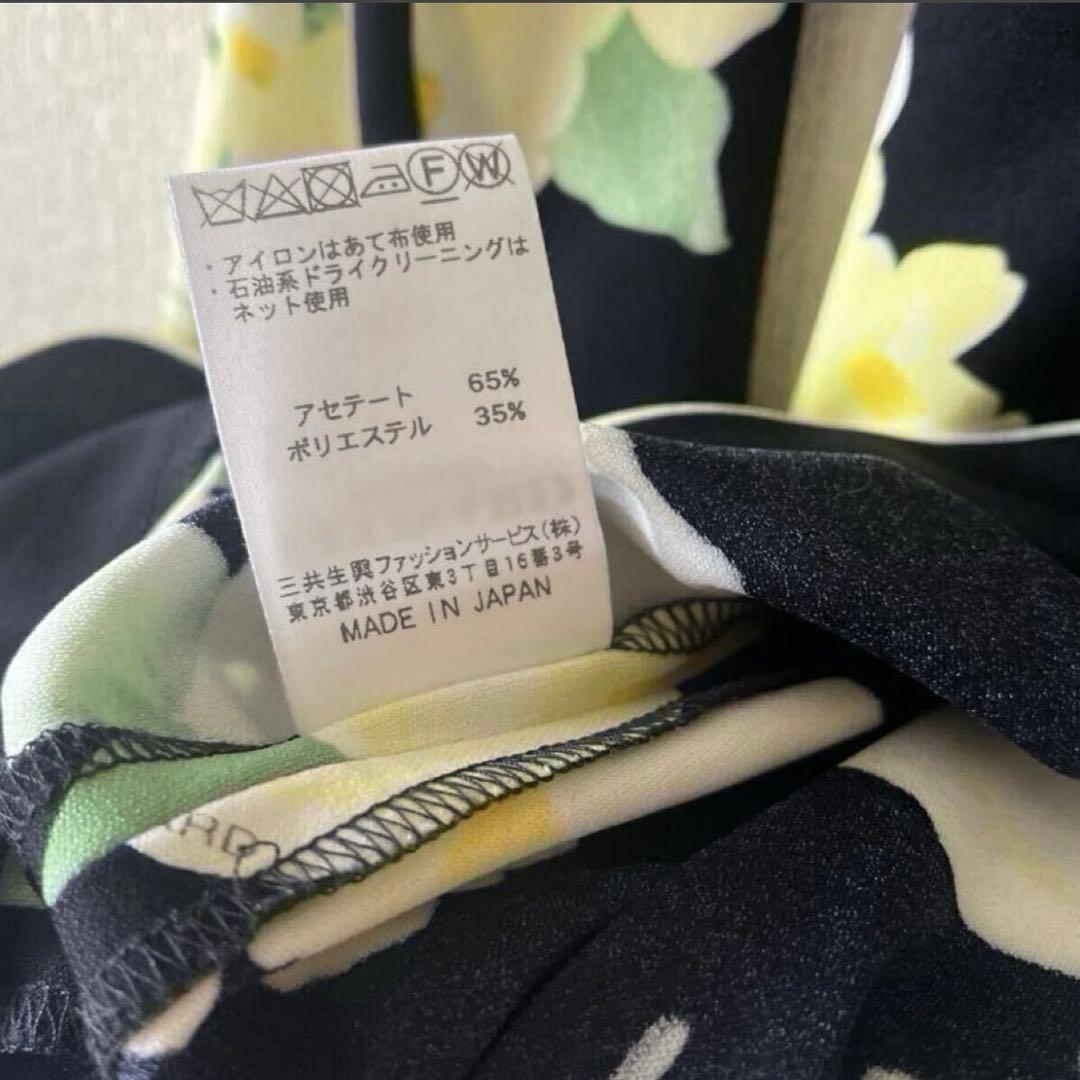 F W
・アイロンはあて布使用
・石油系ドライクリーニングは
ネット使用
アセテート 65%
ポリエステル 35%
三共生興ファッションサービス(株)
東京都渋谷区東3丁目16番3号
MADE IN JAPAN